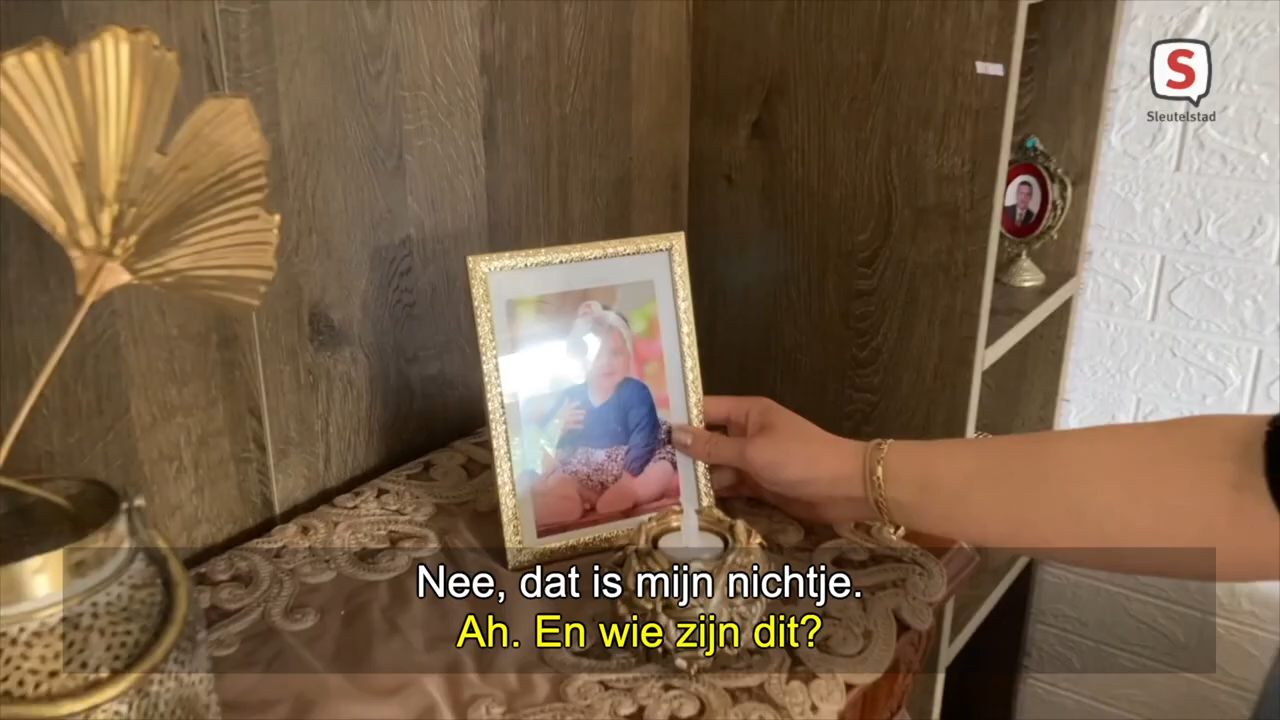 S
Sleutelstad
Nee, dat is mijn nichtje.
Ah. En wie zijn dit?